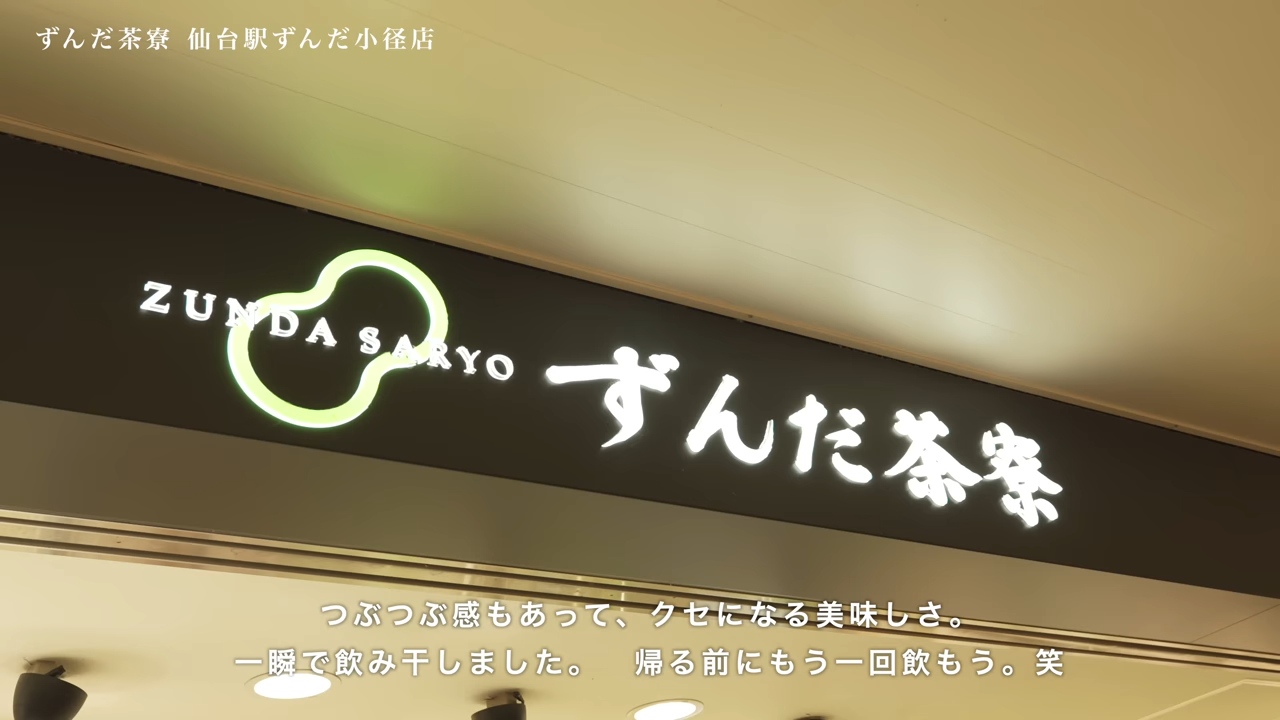 ずんだ茶寮 仙台駅ずんだ小径店
ZUNDA SARYO
ずんだ茶寮
つぶつぶ感もあって、クセになる美味しさ。
一瞬で飲み干しました。 帰る前にもう一回飲もう。笑